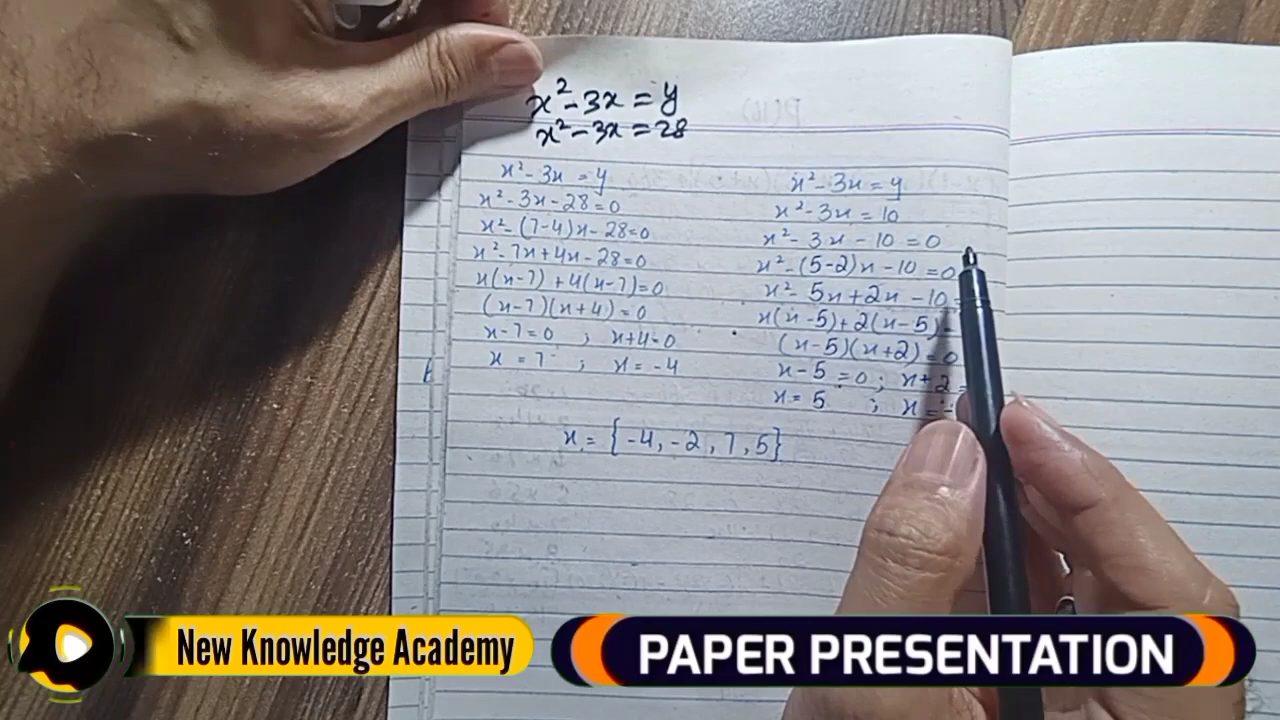 x² - 3x = y
x² - 3x = 28
x² - 3x = y
x² - 3x - 28 = 0
x² - (7-4)x - 28 = 0
x² - 7x + 4x - 28 = 0
x(x-7) + 4(x-7) = 0
(x-7)(x+4) = 0
x-7 = 0 ; x+4 = 0
x = 7 ; x = -4
x² - 3x = y
x² - 3x = 10
x² - 3x - 10 = 0
x² - (5-2)x - 10 = 0
x² - 5x + 2x - 10 =
x(x-5) + 2(x-5) =
(x-5)(x+2) = 0
x - 5 = 0 ; x + 2 =
x = 5 ; x = -
x = {-4, -2, 7, 5}
New Knowledge Academy
PAPER PRESENTATION